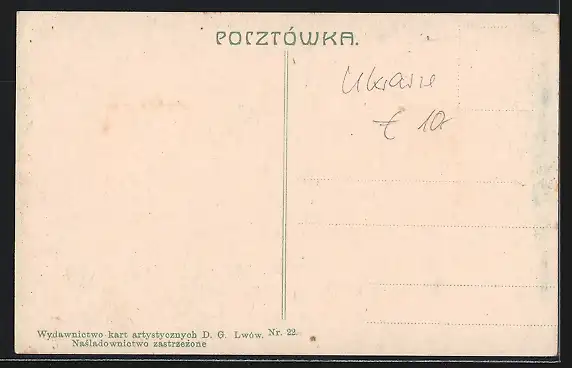 POCZTÓWKA.
Ukraine
€ 10
Wydawnictwo kart artystycznych D. G. Lwów. Nr. 22.
Naśladownictwo zastrzeżone